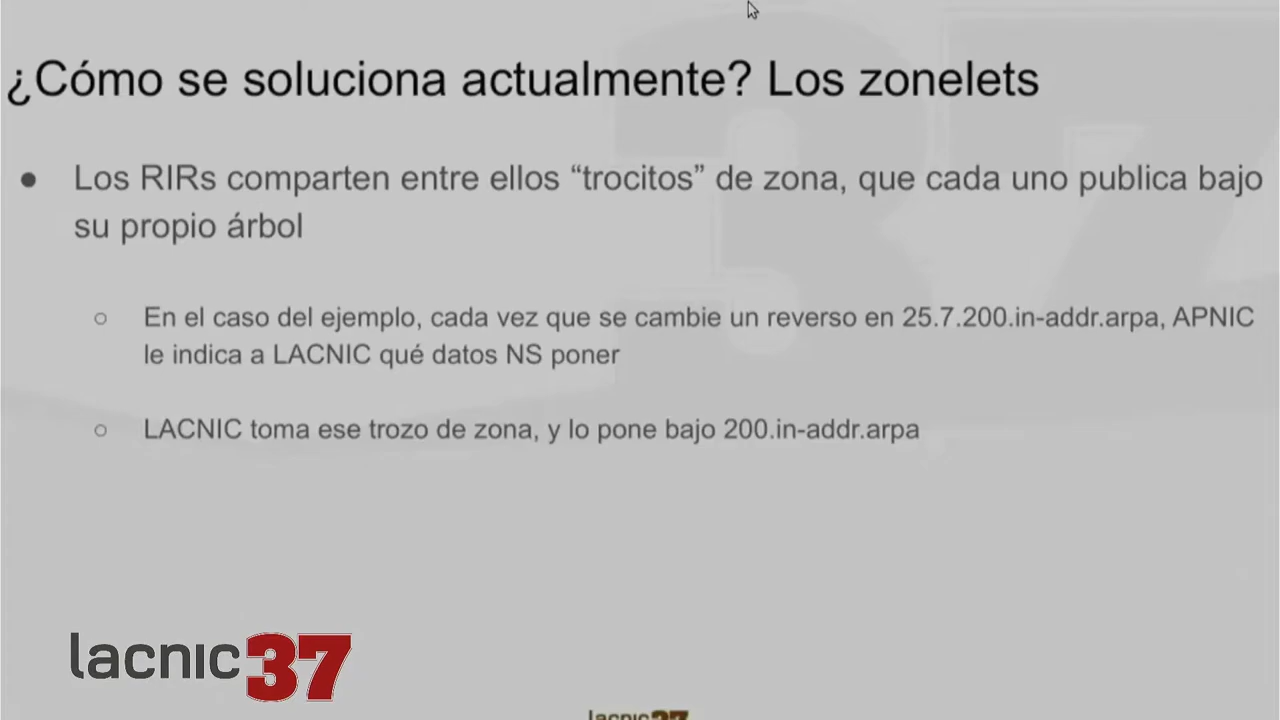 ¿Cómo se soluciona actualmente? Los zonelets
● Los RIRs comparten entre ellos “trocitos” de zona, que cada uno publica bajo
su propio árbol
○ En el caso del ejemplo, cada vez que se cambie un reverso en 25.7.200.in-addr.arpa, APNIC
le indica a LACNIC qué datos NS poner
○ LACNIC toma ese trozo de zona, y lo pone bajo 200.in-addr.arpa
lacnic37
lacnic37